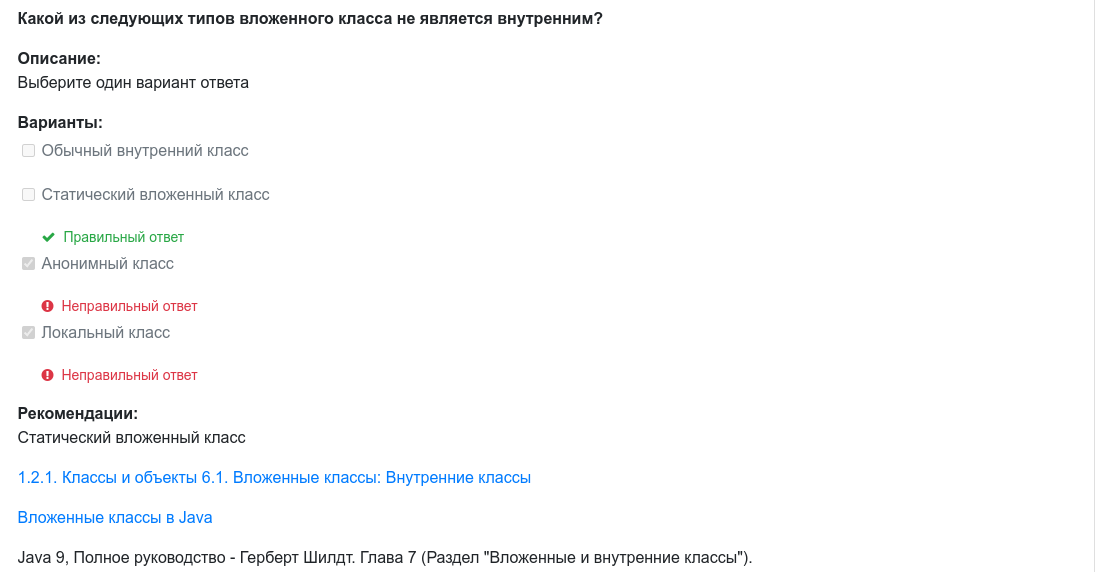 Какой из следующих типов вложенного класса не является внутренним?
Описание:
Выберите один вариант ответа
Варианты:
Обычный внутренний класс
Статический вложенный класс
Правильный ответ
Анонимный класс
Неправильный ответ
Локальный класс
Неправильный ответ
Рекомендации:
Статический вложенный класс
1.2.1. Классы и объекты 6.1. Вложенные классы: Внутренние классы
Вложенные классы в Java
Java 9, Полное руководство - Герберт Шилдт. Глава 7 (Раздел "Вложенные и внутренние классы").